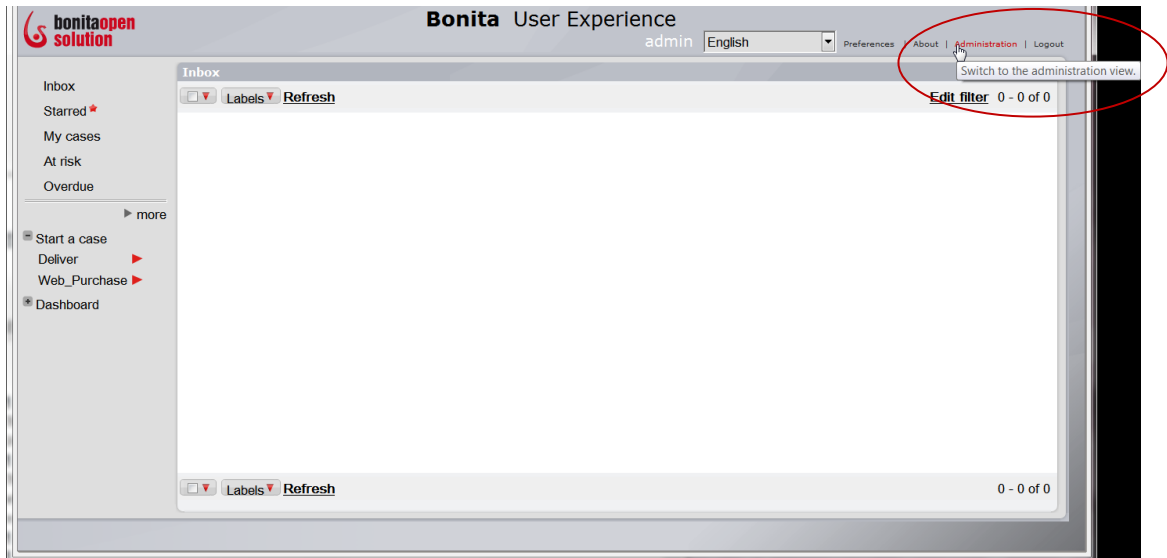 bonitaopen
solution
Bonita User Experience
admin English Preferences | About | Administration | Logout
Switch to the administration view.
Inbox
Starred
My cases
At risk
Overdue
more
Start a case
Deliver
Web_Purchase
Dashboard
Inbox
Labels Refresh Edit filter 0 - 0 of 0
Labels Refresh 0 - 0 of 0